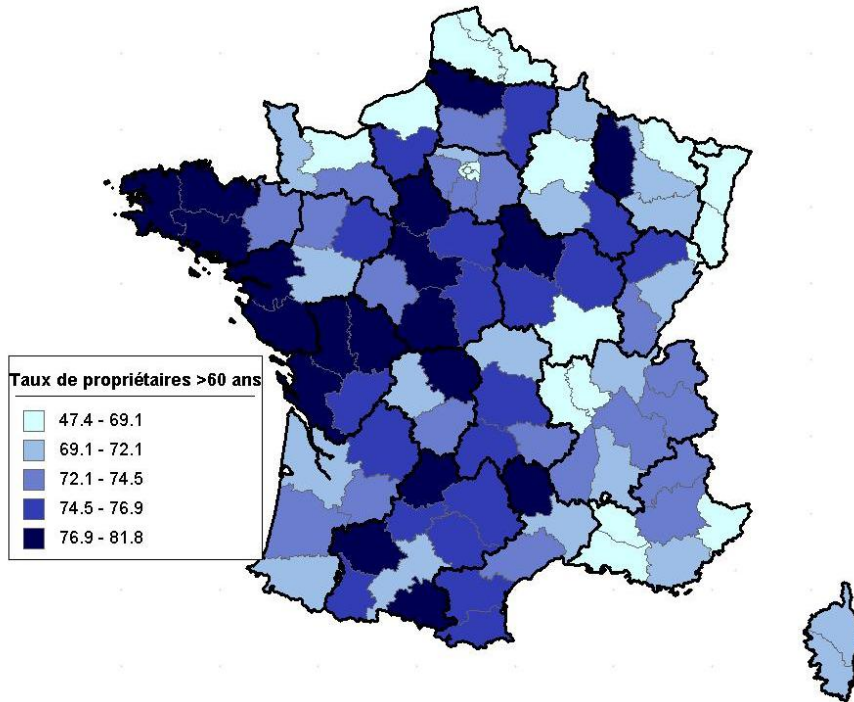 Taux de propriétaires >60 ans
47.4 - 69.1
69.1 - 72.1
72.1 - 74.5
74.5 - 76.9
76.9 - 81.8